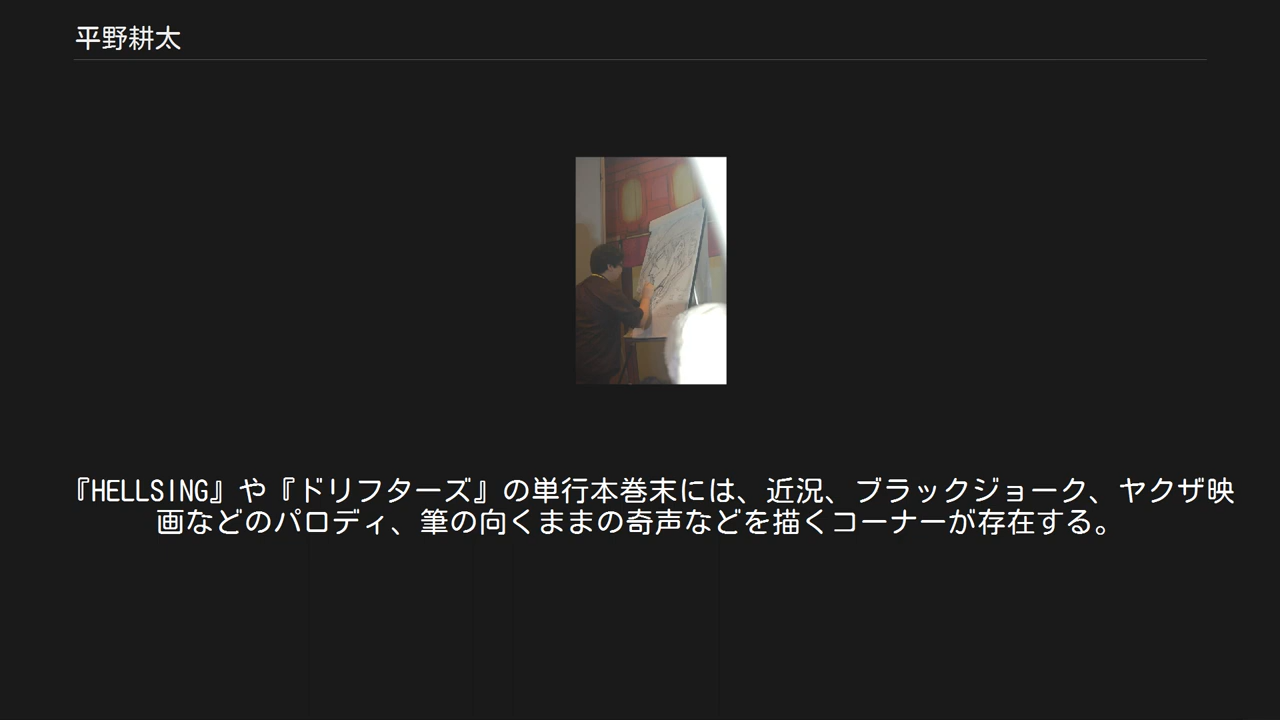 平野耕太
『HELLSING』や『ドリフターズ』の単行本巻末には、近況、ブラックジョーク、ヤクザ映
画などのパロディ、筆の向くままの奇声などを描くコーナーが存在する。